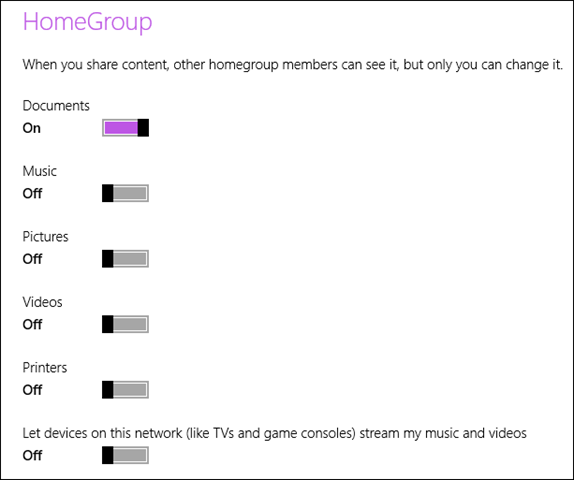 HomeGroup
When you share content, other homegroup members can see it, but only you can change it.
Documents
On
Music
Off
Pictures
Off
Videos
Off
Printers
Off
Let devices on this network (like TVs and game consoles) stream my music and videos
Off